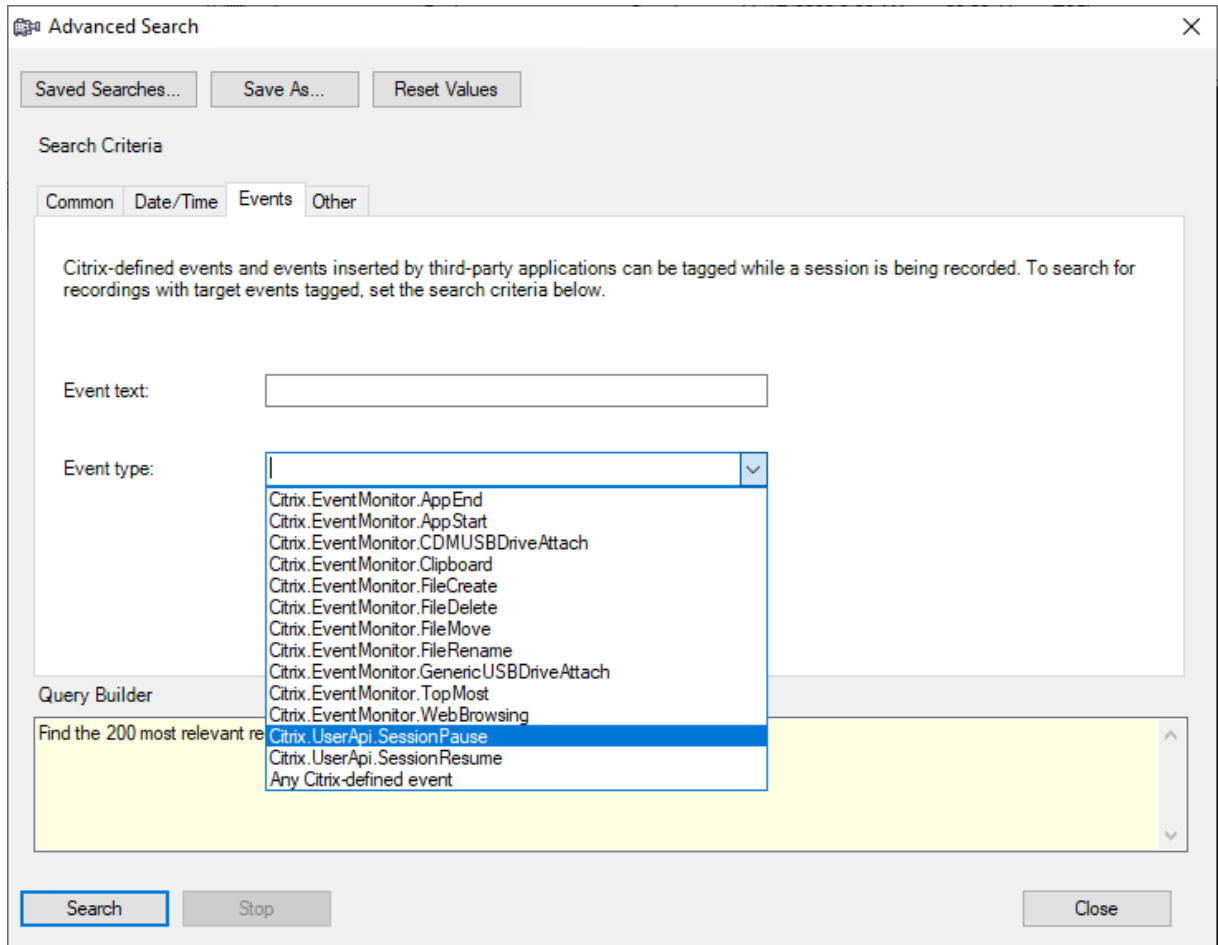 Advanced Search
Saved Searches... Save As... Reset Values
Search Criteria
Common Date/Time Events Other
Citrix-defined events and events inserted by third-party applications can be tagged while a session is being recorded. To search for
recordings with target events tagged, set the search criteria below.
Event text:
Event type:
Citrix.EventMonitor.AppEnd
Citrix.EventMonitor.AppStart
Citrix.EventMonitor.CDMUSBDriveAttach
Citrix.EventMonitor.Clipboard
Citrix.EventMonitor.FileCreate
Citrix.EventMonitor.FileDelete
Citrix.EventMonitor.FileMove
Citrix.EventMonitor.FileRename
Citrix.EventMonitor.GenericUSBDriveAttach
Citrix.EventMonitor.TopMost
Citrix.EventMonitor.WebBrowsing
Citrix.UserApi.SessionPause
Citrix.UserApi.SessionResume
Any Citrix-defined event
Query Builder
Find the 200 most relevant re
Search Stop Close